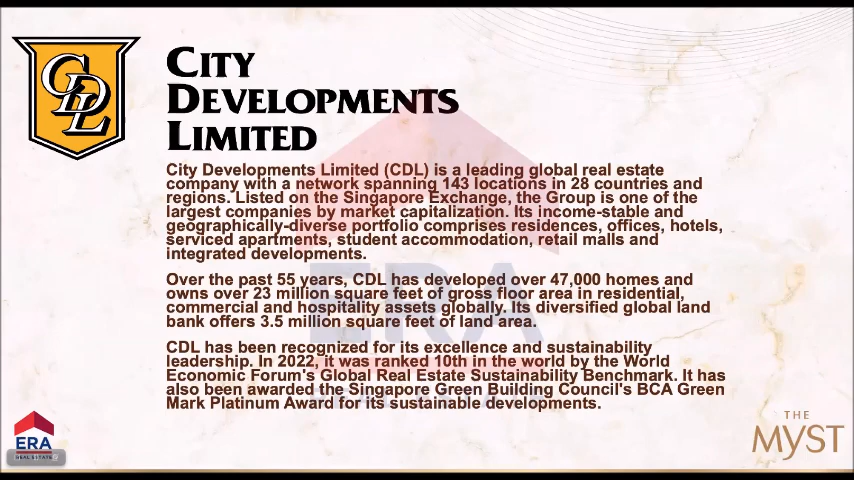 CDL
CITY
DEVELOPMENTS
LIMITED
City Developments Limited (CDL) is a leading global real estate
company with a network spanning 143 locations in 28 countries and
regions. Listed on the Singapore Exchange, the Group is one of the
largest companies by market capitalization. Its income-stable and
geographically-diverse portfolio comprises residences, offices, hotels,
serviced apartments, student accommodation, retail malls and
integrated developments.
Over the past 55 years, CDL has developed over 47,000 homes and
owns over 23 million square feet of gross floor area in residential,
commercial and hospitality assets globally. Its diversified global land
bank offers 3.5 million square feet of land area.
CDL has been recognized for its excellence and sustainability
leadership. In 2022, it was ranked 10th in the world by the World
Economic Forum's Global Real Estate Sustainability Benchmark. It has
also been awarded the Singapore Green Building Council's BCA Green
Mark Platinum Award for its sustainable developments.
ERA
ERA
REAL ESTATE
THE
MYST